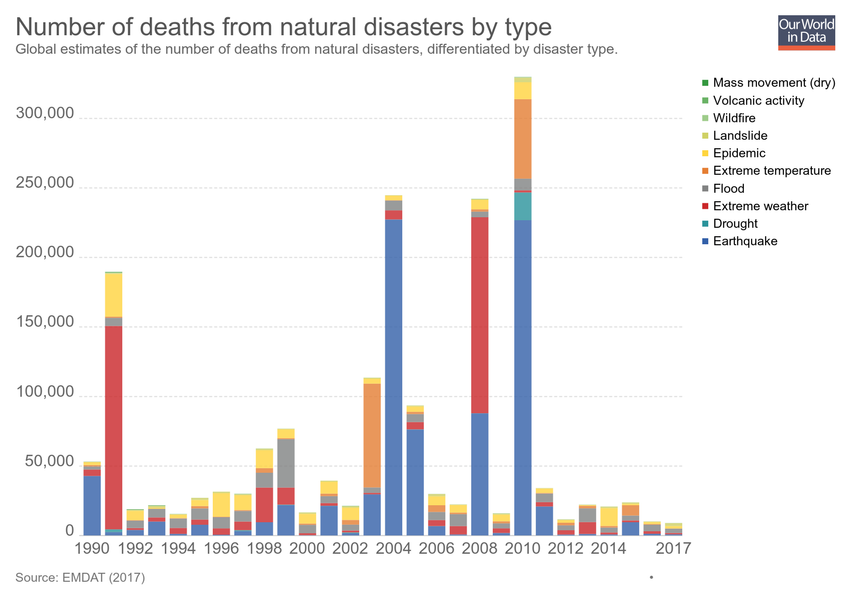 Number of deaths from natural disasters by type
Global estimates of the number of deaths from natural disasters, differentiated by disaster type.
Our World
in Data
Mass movement (dry)
Volcanic activity
Wildfire
Landslide
Epidemic
Extreme temperature
Flood
Extreme weather
Drought
Earthquake
300,000
250,000
200,000
150,000
100,000
50,000
0
1990 1992 1994 1996 1998 2000 2002 2004 2006 2008 2010 2012 2014 2017
Source: EMDAT (2017)